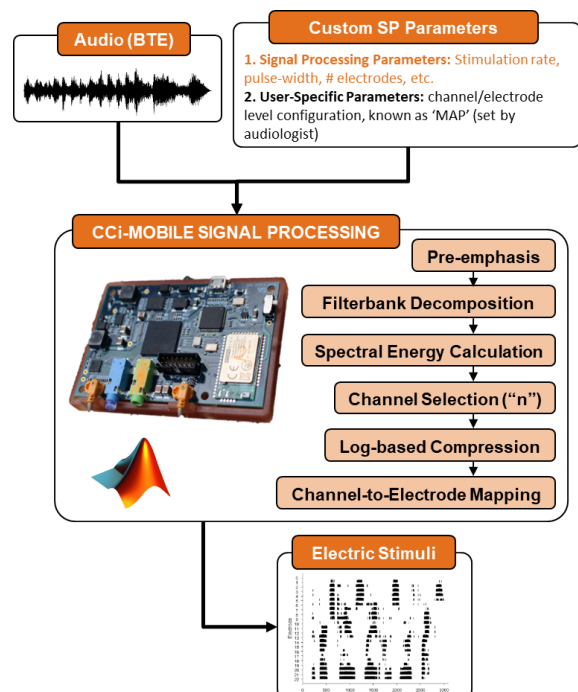 Audio (BTE)
Custom SP Parameters
1. Signal Processing Parameters: Stimulation rate,
pulse-width, # electrodes, etc.
2. User-Specific Parameters: channel/electrode
level configuration, known as ‘MAP’ (set by
audiologist)
CCi-MOBILE SIGNAL PROCESSING
Pre-emphasis
Filterbank Decomposition
Spectral Energy Calculation
Channel Selection (“n”)
Log-based Compression
Channel-to-Electrode Mapping
Electric Stimuli
Electrode
0 500 1000 1500 2000 2500 3000